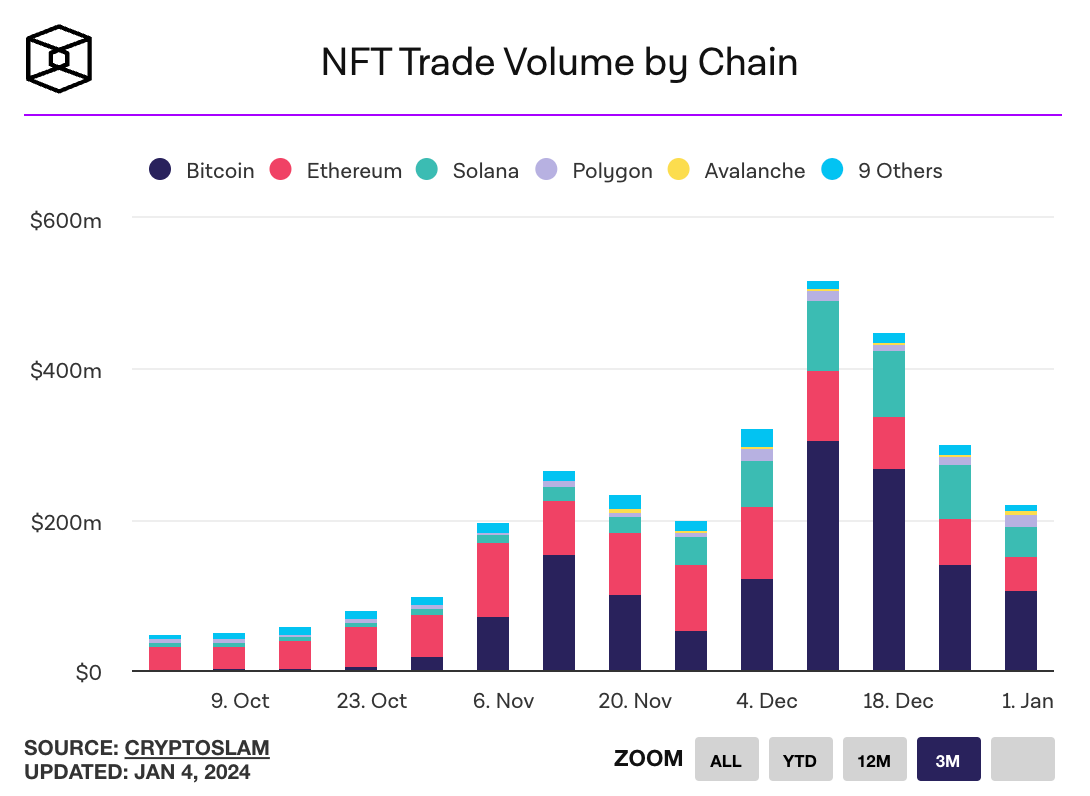 NFT Trade Volume by Chain
Bitcoin Ethereum Solana Polygon Avalanche 9 Others
$600m
$400m
$200m
$0
9. Oct 23. Oct 6. Nov 20. Nov 4. Dec 18. Dec 1. Jan
SOURCE: CRYPTOSLAM
UPDATED: JAN 4, 2024
ZOOM ALL YTD 12M 3M